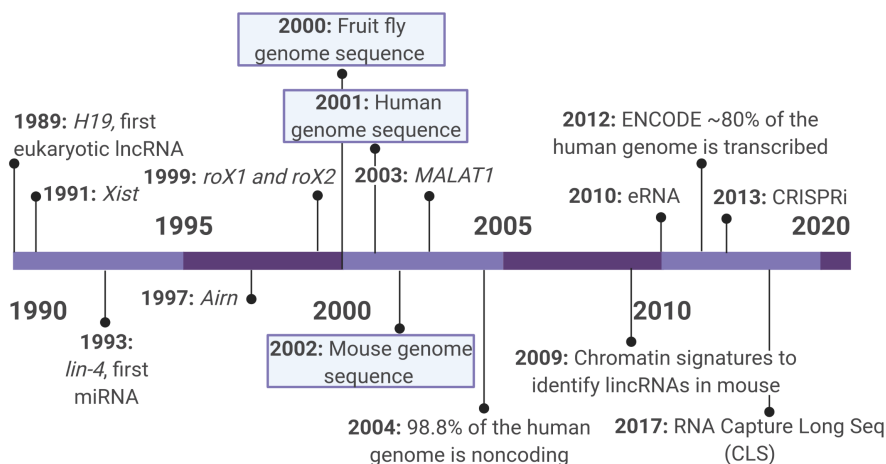 2000: Fruit fly
genome sequence
2001: Human
genome sequence
1989: H19, first
eukaryotic lncRNA
2012: ENCODE ~80% of the
human genome is transcribed
1999: roX1 and roX2
2003: MALAT1
1991: Xist
2010: eRNA
2013: CRISPRi
1995
2005
2020
1990
1997: Airn
2000
2010
1993:
lin-4, first
miRNA
2002: Mouse genome
sequence
2009: Chromatin signatures to
identify lincRNAs in mouse
2004: 98.8% of the human
genome is noncoding
2017: RNA Capture Long Seq
(CLS)